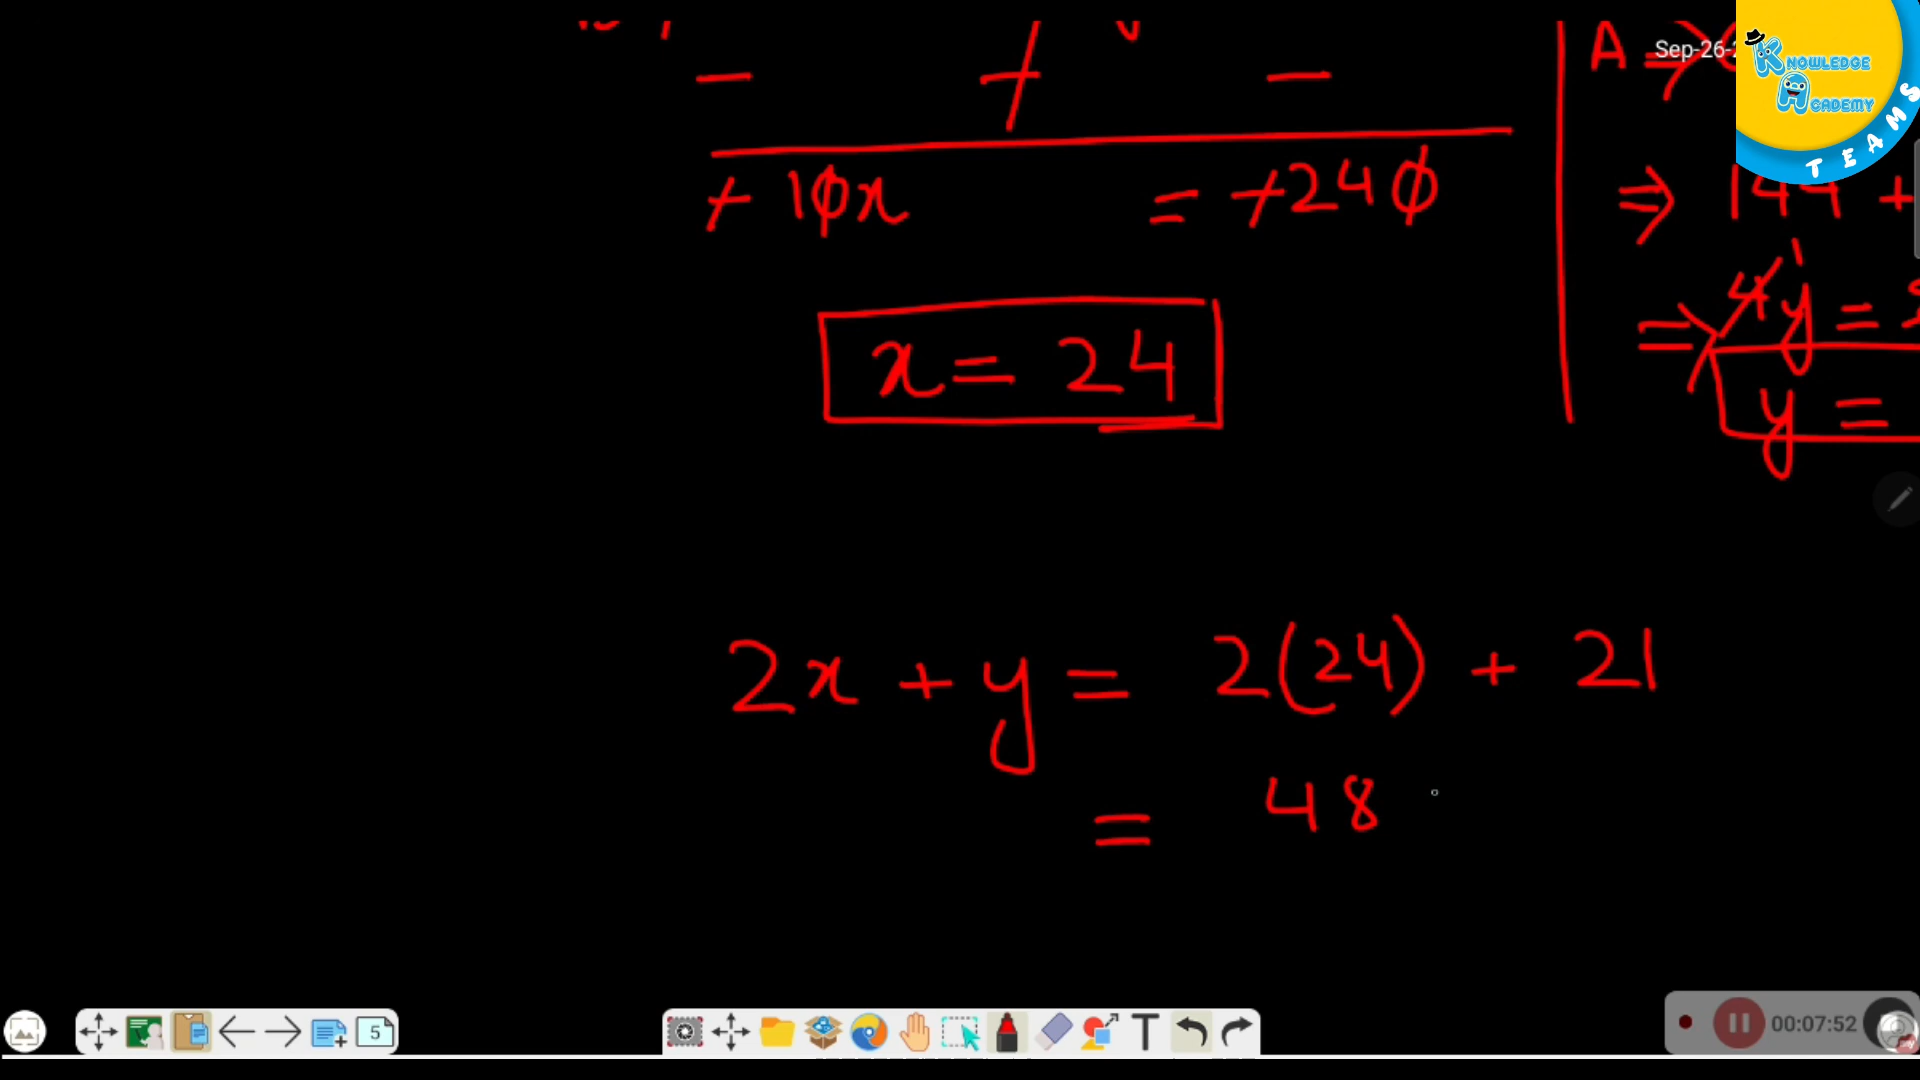 − + −
A ⇒
Sep-26-2
KNOWLEDGE
ACADEMY
TEAMS
+ 10x = +240
⇒ 144 +
⇒ 4y =
x = 24
y =
2x + y = 2(24) + 21
= 48
5
T
00:07:52